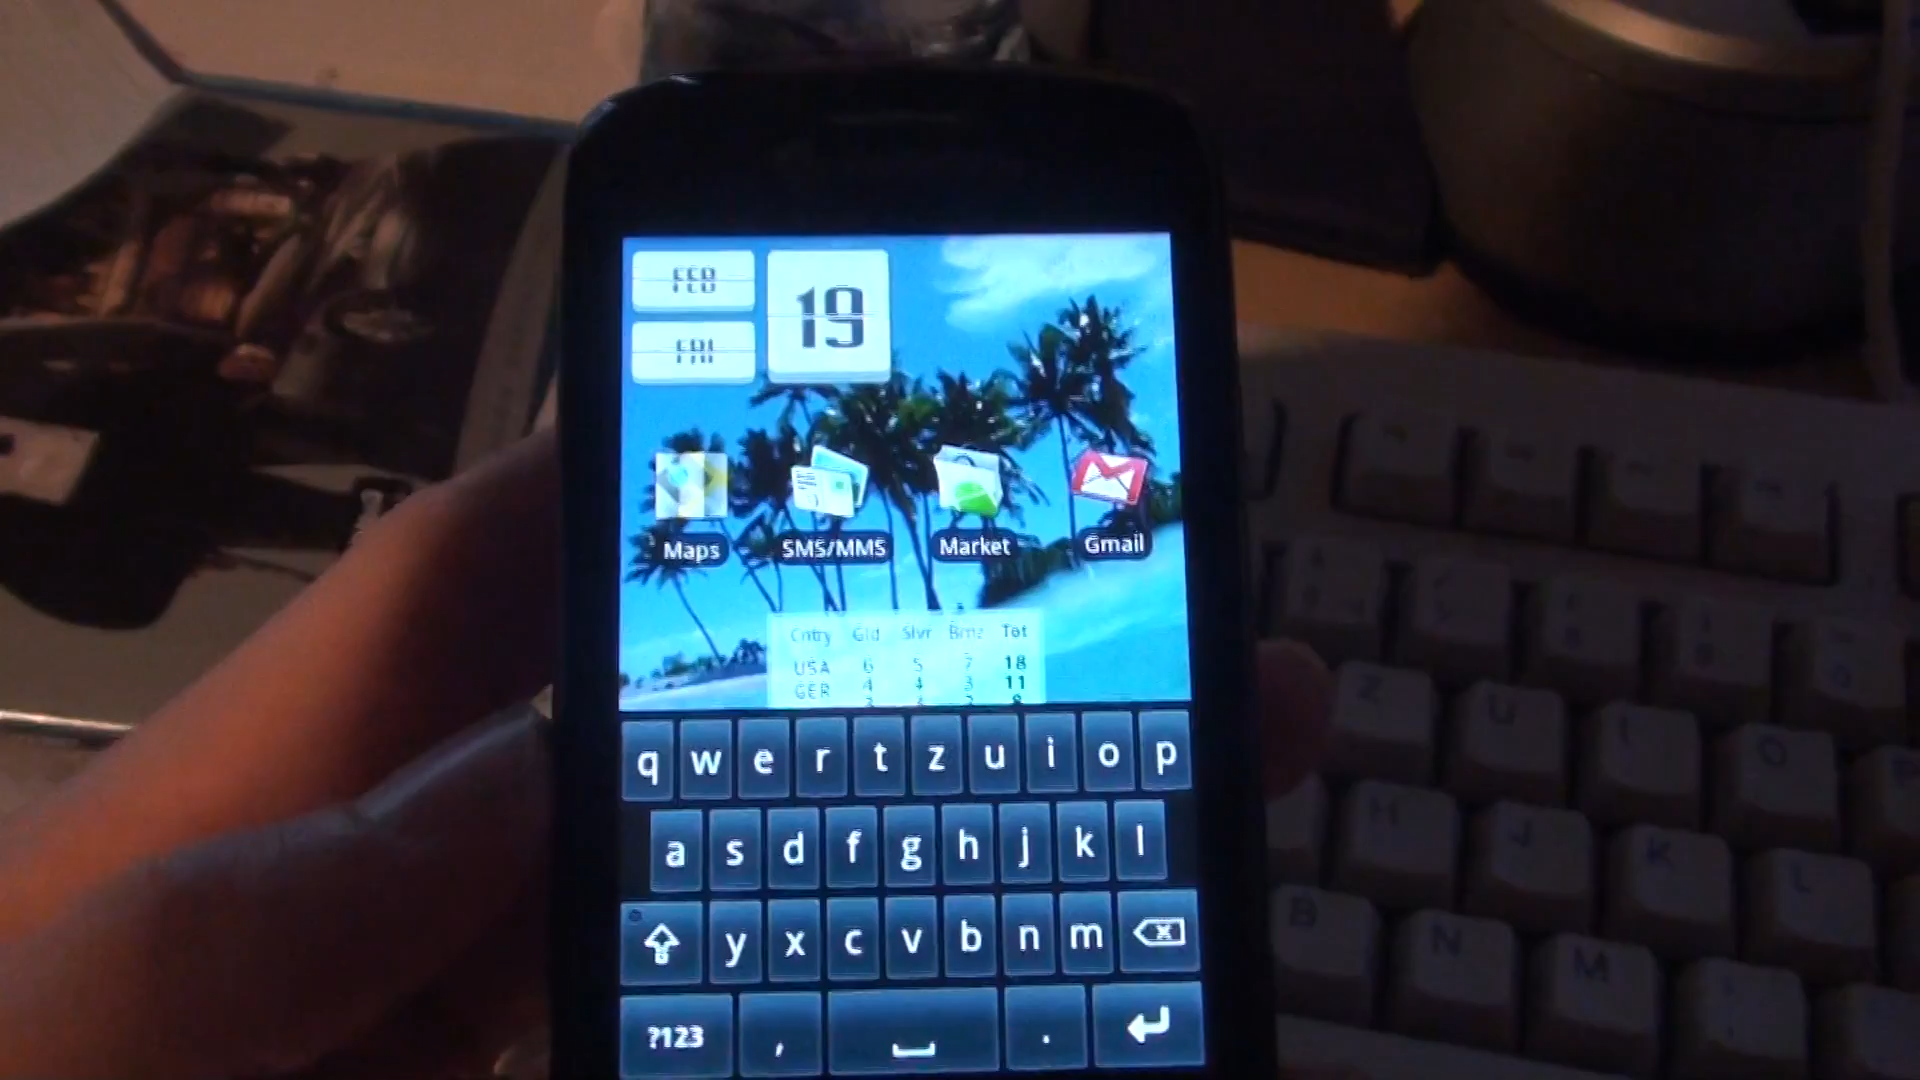 FEB
19
FRI
Maps SMS/MMS Market Gmail
Cntry Gld Slvr Brnz Tot
USA 6 5 7 18
GER 4 4 3 11
q w e r t z u i o p
a s d f g h j k l
y x c v b n m
?123 , .
Z U I O
H J K L
B N M